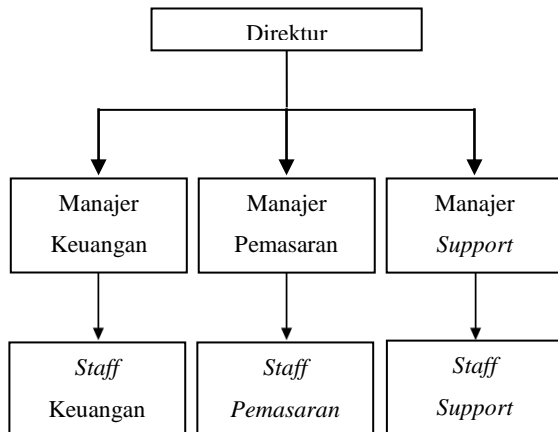 Direktur
Manajer
Keuangan
Manajer
Pemasaran
Manajer
Support
Staff
Keuangan
Staff
Pemasaran
Staff
Support